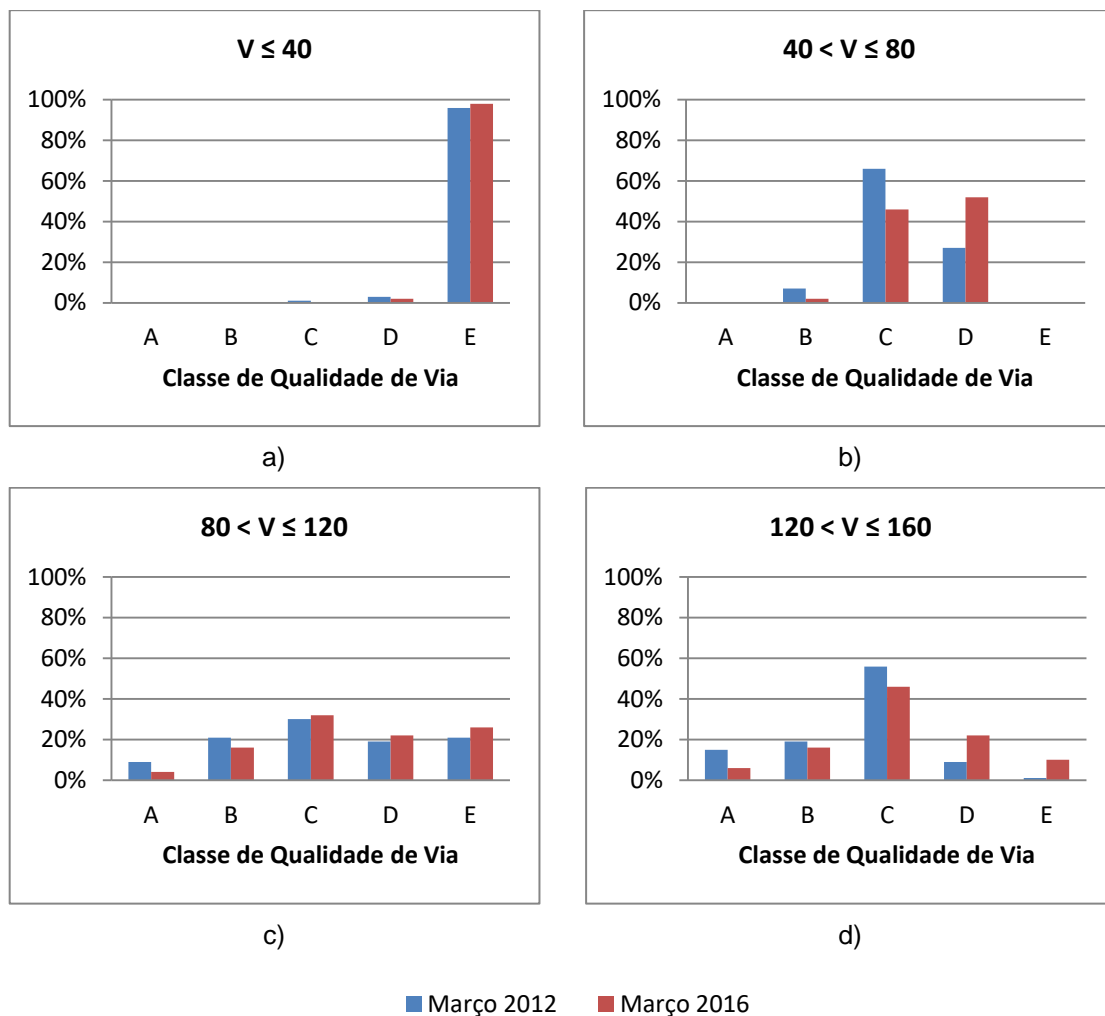 V ≤ 40
100%
80%
60%
40%
20%
0%
A B C D E
Classe de Qualidade de Via
a)
40 < V ≤ 80
100%
80%
60%
40%
20%
0%
A B C D E
Classe de Qualidade de Via
b)
80 < V ≤ 120
100%
80%
60%
40%
20%
0%
A B C D E
Classe de Qualidade de Via
c)
120 < V ≤ 160
100%
80%
60%
40%
20%
0%
A B C D E
Classe de Qualidade de Via
d)
Março 2012 Março 2016